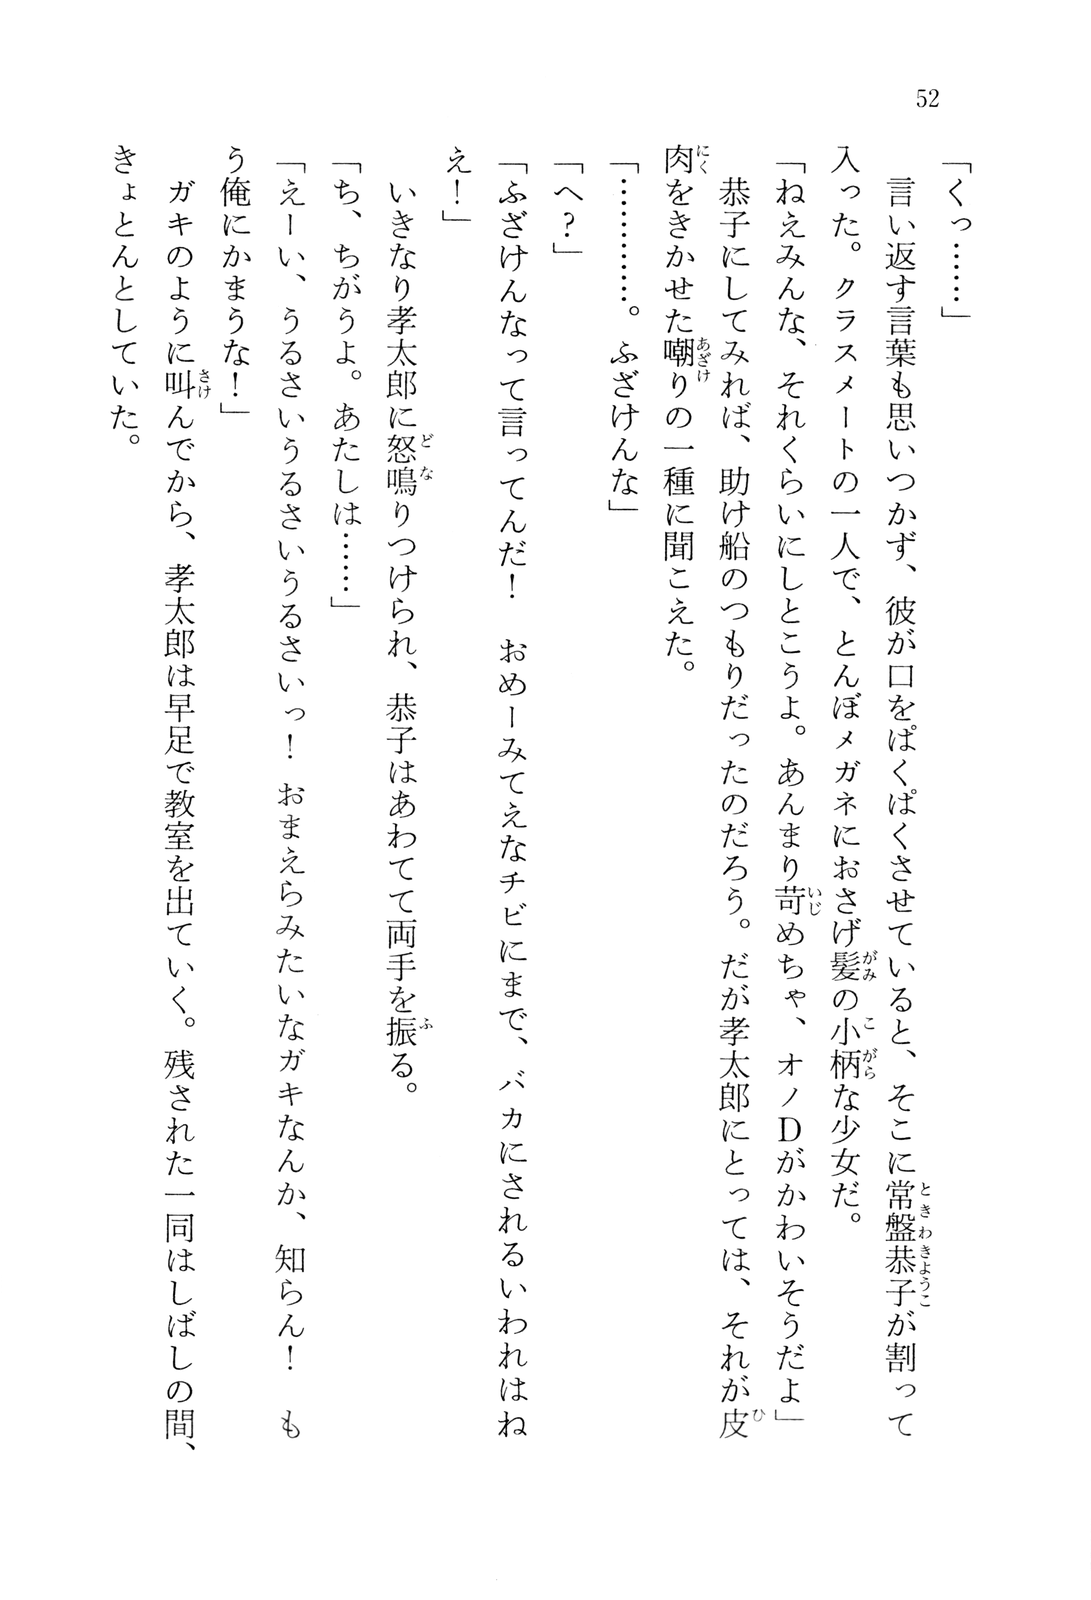 52
「くっ……」
　言い返す言葉も思いつかず、彼が口をぱくぱくさせていると、そこに常盤恭子が割って
入った。クラスメートの一人で、とんぼメガネにおさげ髪の小柄な少女だ。
「ねえみんな、それくらいにしとこうよ。あんまり苛めちゃ、オノDがかわいそうだよ」
　恭子にしてみれば、助け船のつもりだったのだろう。だが孝太郎にとっては、それが皮
肉をきかせた嘲りの一種に聞こえた。
「…………。ふざけんな」
「へ？」
「ふざけんなって言ってんだ！　おめーみてえなチビにまで、バカにされるいわれはね
え！」
　いきなり孝太郎に怒鳴りつけられ、恭子はあわてて両手を振る。
「ち、ちがうよ。あたしは……」
「えーい、うるさいうるさいうるさいっ！　おまえらみたいなガキなんか、知らん！　も
う俺にかまうな！」
　ガキのように叫んでから、孝太郎は早足で教室を出ていく。残された一同はしばしの間、
きょとんとしていた。